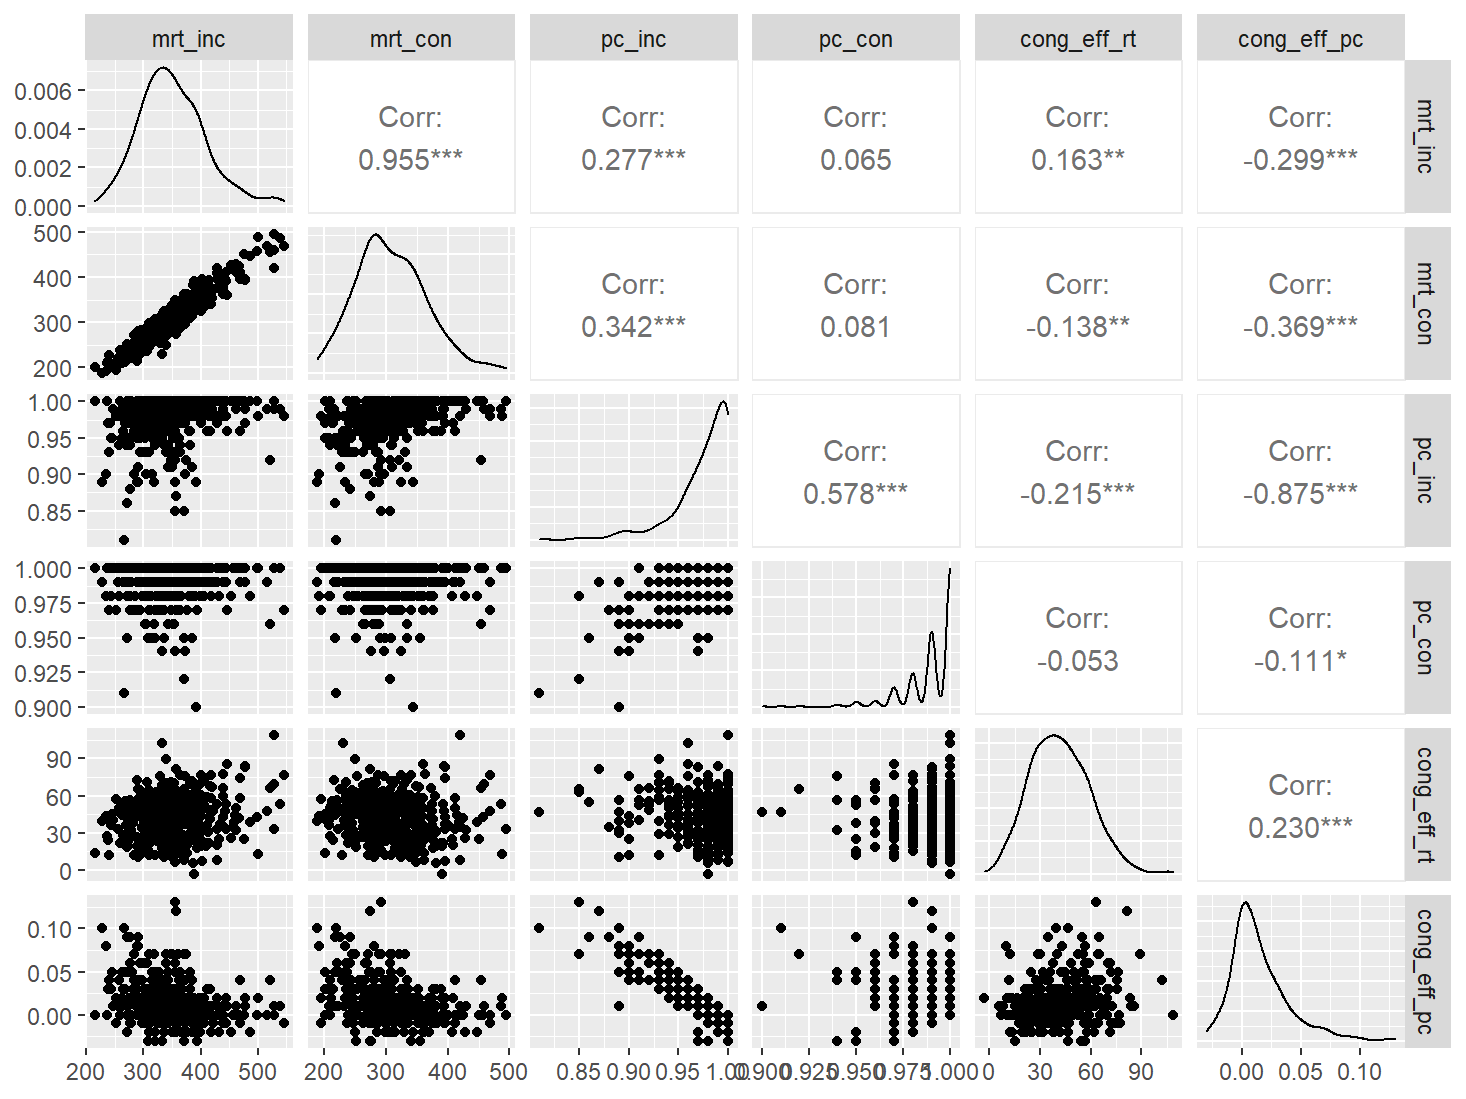 mrt_inc mrt_con pc_inc pc_con cong_eff_rt cong_eff_pc
0.006
0.004
0.002
0.000
Corr:
0.955***
Corr:
0.277***
Corr:
0.065
Corr:
0.163**
Corr:
-0.299***
mrt_inc
500
400
300
200
Corr:
0.342***
Corr:
0.081
Corr:
-0.138**
Corr:
-0.369***
mrt_con
1.00
0.95
0.90
0.85
Corr:
0.578***
Corr:
-0.215***
Corr:
-0.875***
pc_inc
1.000
0.975
0.950
0.925
0.900
Corr:
-0.053
Corr:
-0.111*
pc_con
90
60
30
0
Corr:
0.230***
cong_eff_rt
0.10
0.05
0.00
cong_eff_pc
200 300 400 500 200 300 400 500 0.85 0.90 0.95 1.00 0.900 0.925 0.950 0.975 1.000 0 30 60 90 0.00 0.05 0.10